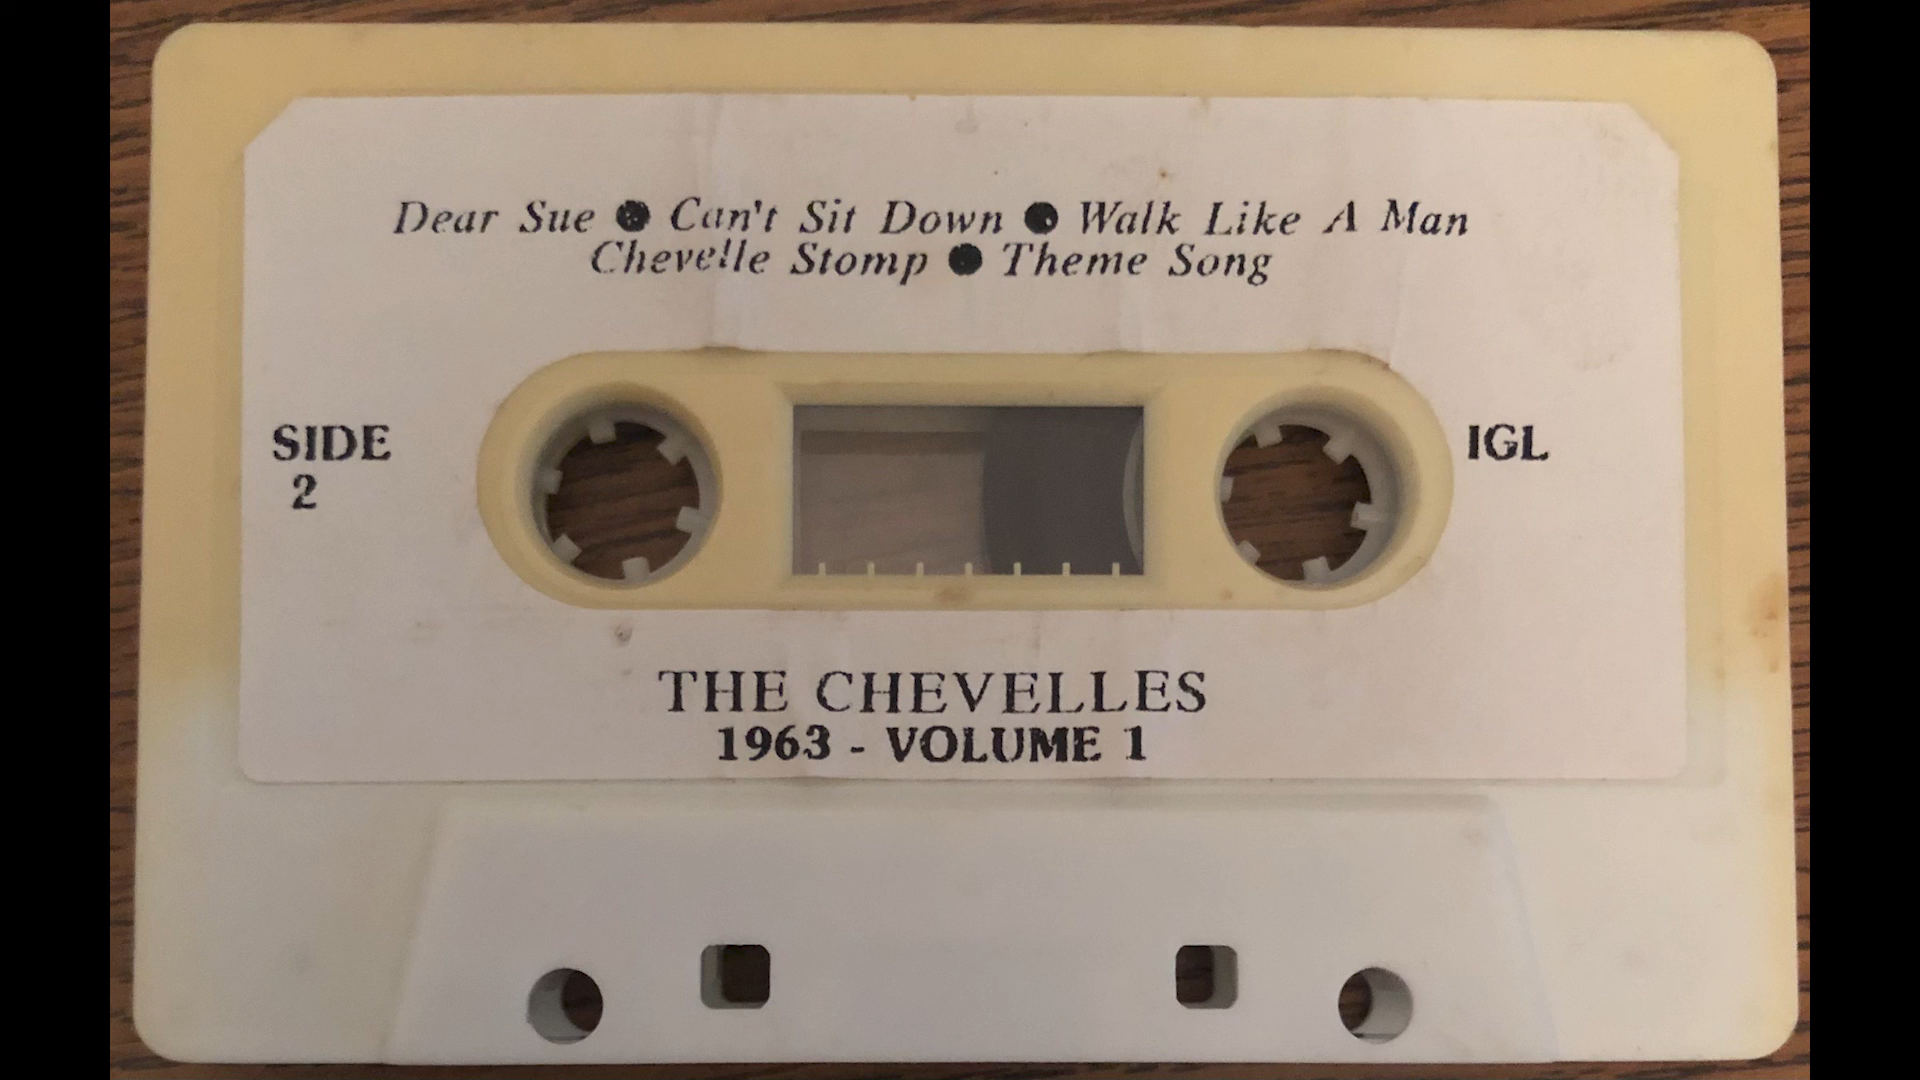 Dear Sue ● Can't Sit Down ● Walk Like A Man
Chevelle Stomp ● Theme Song
SIDE
2
IGL
THE CHEVELLES
1963 - VOLUME 1